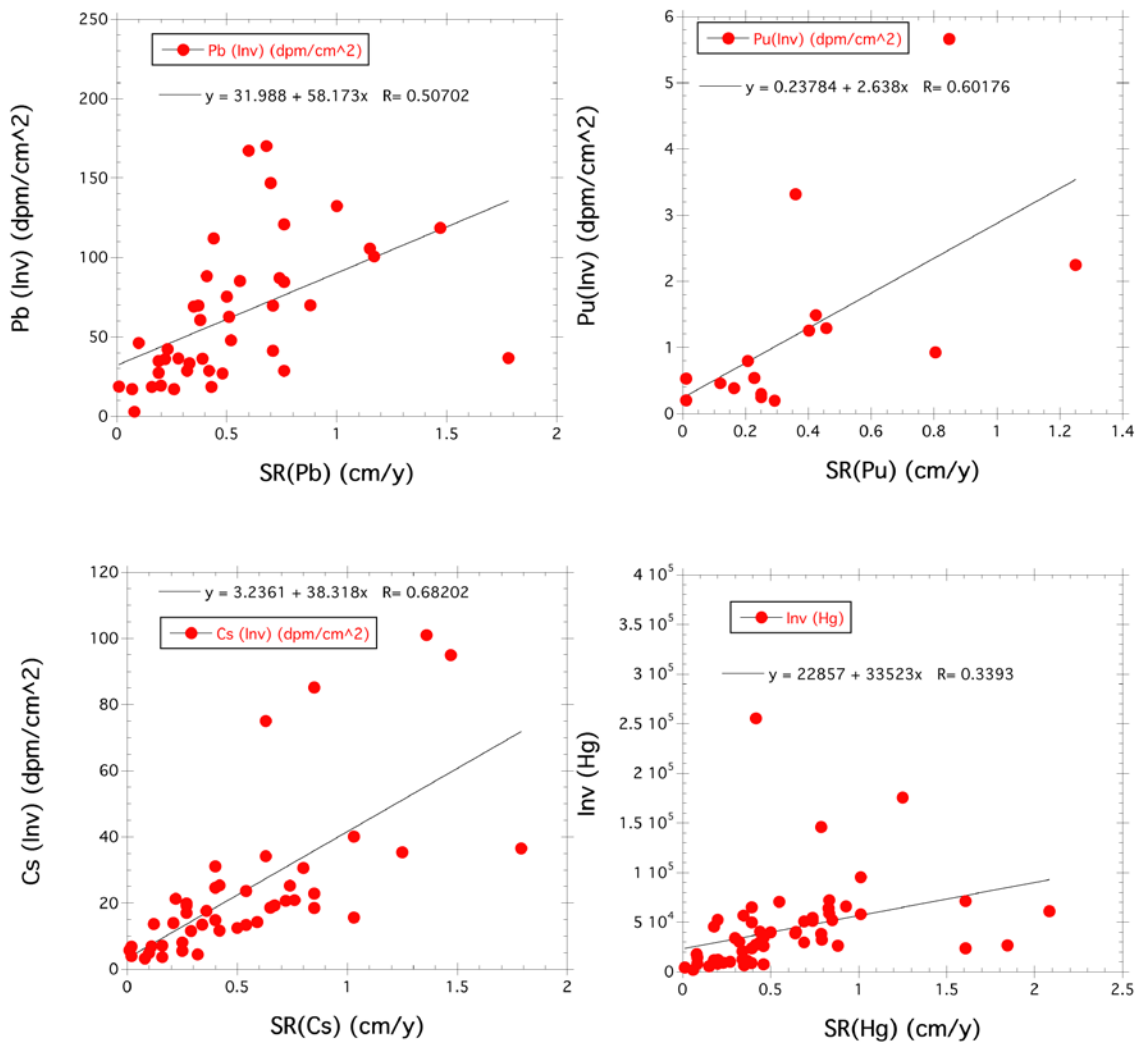 250
200
150
100
50
0
Pb (Inv) (dpm/cm^2)
Pb (Inv) (dpm/cm^2)
y = 31.988 + 58.173x R= 0.50702
0 0.5 1 1.5 2
SR(Pb) (cm/y)
6
5
4
3
2
1
0
Pu(Inv) (dpm/cm^2)
Pu(Inv) (dpm/cm^2)
y = 0.23784 + 2.638x R= 0.60176
0 0.2 0.4 0.6 0.8 1 1.2 1.4
SR(Pu) (cm/y)
120
100
80
60
40
20
0
Cs (Inv) (dpm/cm^2)
y = 3.2361 + 38.318x R= 0.68202
Cs (Inv) (dpm/cm^2)
0 0.5 1 1.5 2
SR(Cs) (cm/y)
4 10^5
3.5 10^5
3 10^5
2.5 10^5
2 10^5
1.5 10^5
1 10^5
5 10^4
0
Inv (Hg)
Inv (Hg)
y = 22857 + 33523x R= 0.3393
0 0.5 1 1.5 2 2.5
SR(Hg) (cm/y)